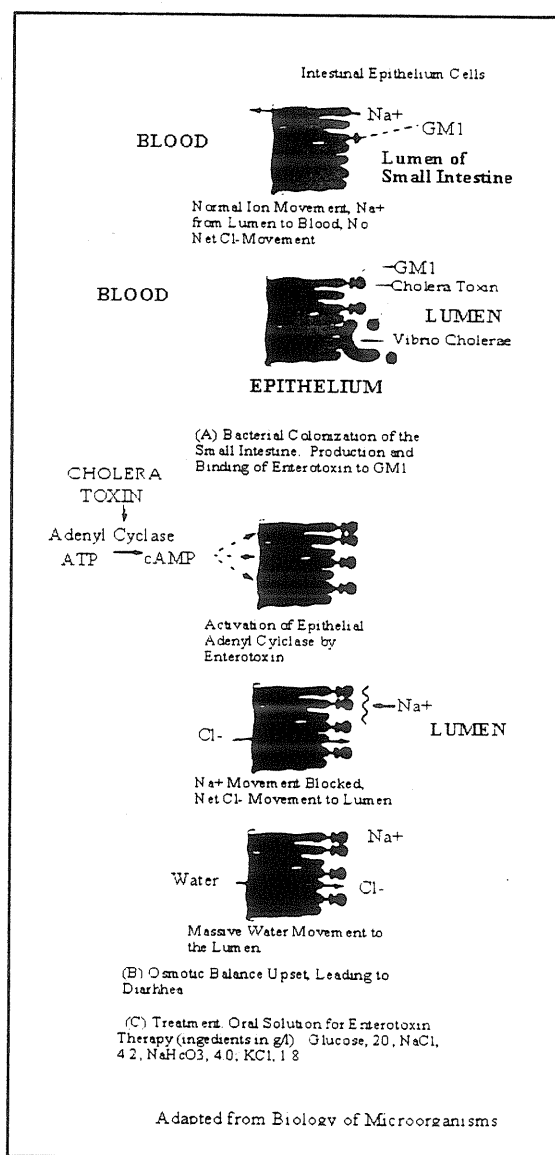 Intestinal Epithelium Cells
Na+
GM1
BLOOD
Lumen of
Small Intestine
Normal Ion Movement, Na+
from Lumen to Blood, No
Net Cl- Movement
GM1
Cholera Toxin
BLOOD
LUMEN
Vibrio Cholerae
EPITHELIUM
(A) Bacterial Colonization of the
Small Intestine. Production and
Binding of Enterotoxin to GM1
CHOLERA
TOXIN
Adenyl Cyclase
ATP
cAMP
Activation of Epithelial
Adenyl Cylclase by
Enterotoxin
Na+
Cl-
LUMEN
Na+ Movement Blocked,
Net Cl- Movement to Lumen
Na+
Water
Cl-
Massive Water Movement to
the Lumen
(B) Osmotic Balance Upset, Leading to
Diarhhea
(C) Treatment. Oral Solution for Enterotoxin
Therapy (ingedients in g/l) Glucose, 20, NaCl,
4.2, NaHcO3, 4.0; KCl, 1.8
Adapted from Biology of Microorganisms